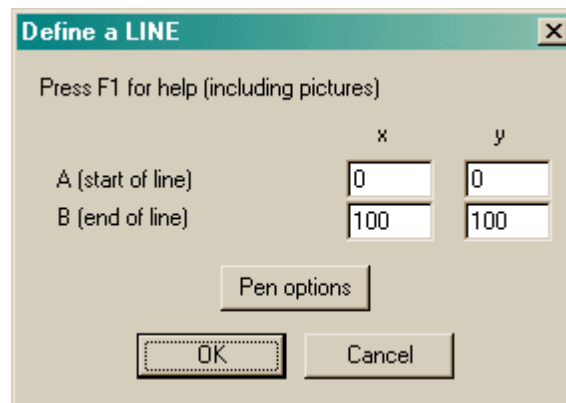 Define a LINE
Press F1 for help (including pictures)
x y
A (start of line) 0 0
B (end of line) 100 100
Pen options
OK Cancel